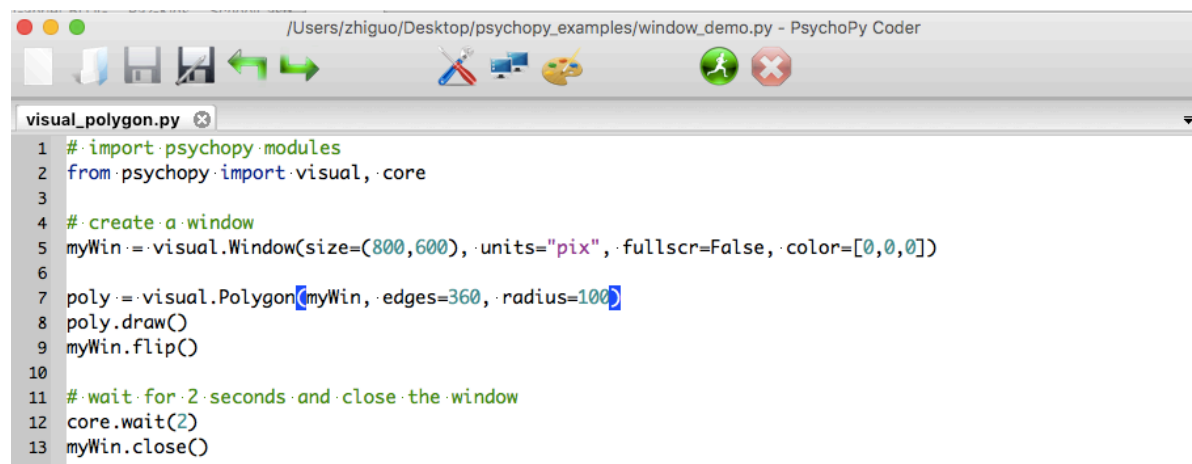 /Users/zhiguo/Desktop/psychopy_examples/window_demo.py - PsychoPy Coder
visual_polygon.py
1 # import psychopy modules
2 from psychopy import visual, core
3
4 # create a window
5 myWin = visual.Window(size=(800,600), units="pix", fullscr=False, color=[0,0,0])
6
7 poly = visual.Polygon(myWin, edges=360, radius=100)
8 poly.draw()
9 myWin.flip()
10
11 # wait for 2 seconds and close the window
12 core.wait(2)
13 myWin.close()